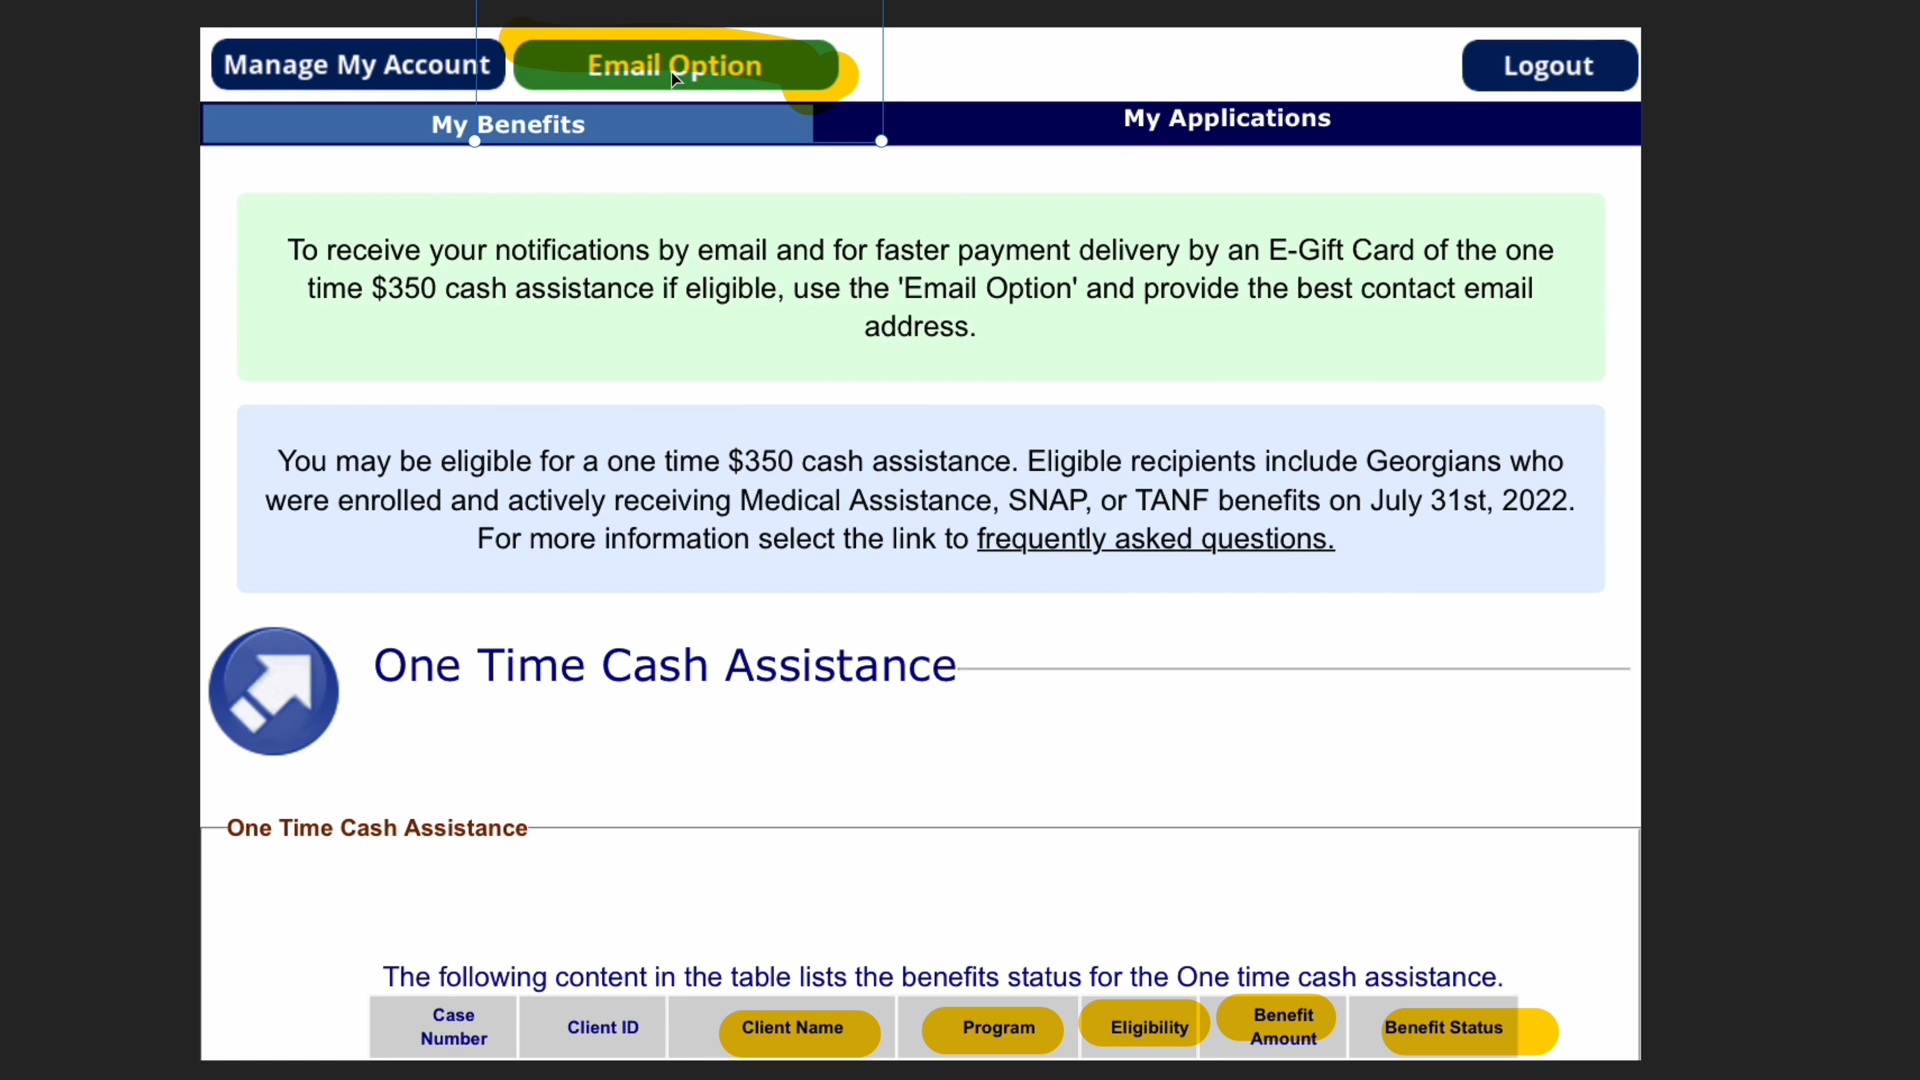 Manage My Account
Email Option
Logout
My Benefits
My Applications
To receive your notifications by email and for faster payment delivery by an E-Gift Card of the one
time $350 cash assistance if eligible, use the 'Email Option' and provide the best contact email
address.
You may be eligible for a one time $350 cash assistance. Eligible recipients include Georgians who
were enrolled and actively receiving Medical Assistance, SNAP, or TANF benefits on July 31st, 2022.
For more information select the link to frequently asked questions.
One Time Cash Assistance
One Time Cash Assistance
The following content in the table lists the benefits status for the One time cash assistance.
Case
Number
Client ID
Client Name
Program
Eligibility
Benefit
Amount
Benefit Status